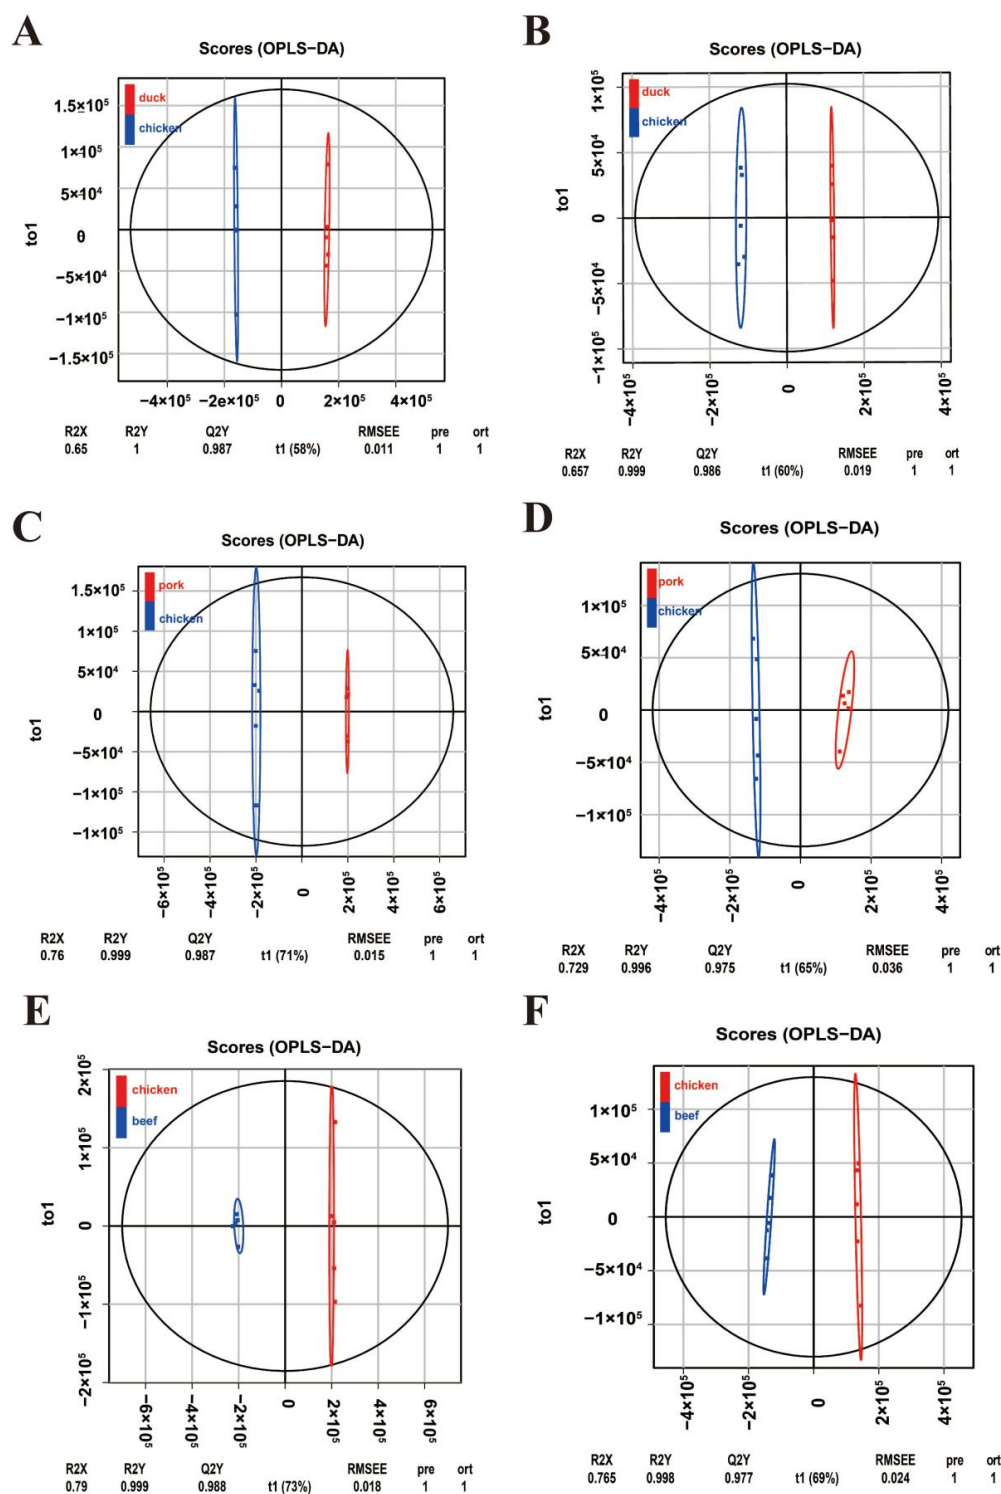 A
Scores (OPLS−DA)
duck
chicken
1.5×10⁵
1×10⁵
5×10⁴
0
−5×10⁴
−1×10⁵
−1.5×10⁵
to1
−4×10⁵ −2e×10⁵ 0 2×10⁵ 4×10⁵
R2X R2Y Q2Y RMSEE pre ort
0.65 1 0.987 t1 (58%) 0.011 1 1
B
Scores (OPLS−DA)
duck
chicken
1×10⁵
5×10⁴
0
−5×10⁴
−1×10⁵
to1
−4×10⁵ −2×10⁵ 0 2×10⁵ 4×10⁵
R2X R2Y Q2Y RMSEE pre ort
0.657 0.999 0.986 t1 (60%) 0.019 1 1
C
Scores (OPLS−DA)
pork
chicken
1.5×10⁵
1×10⁵
5×10⁴
0
−5×10⁴
−1×10⁵
−1×10⁵
to1
−6×10⁵ −4×10⁵ −2×10⁵ 0 2×10⁵ 4×10⁵ 6×10⁵
R2X R2Y Q2Y RMSEE pre ort
0.76 0.999 0.987 t1 (71%) 0.015 1 1
D
Scores (OPLS−DA)
pork
chicken
1×10⁵
5×10⁴
0
−5×10⁴
−1×10⁵
to1
−4×10⁵ −2×10⁵ 0 2×10⁵ 4×10⁵
R2X R2Y Q2Y RMSEE pre ort
0.729 0.996 0.975 t1 (65%) 0.036 1 1
E
Scores (OPLS−DA)
chicken
beef
2×10⁵
1×10⁵
0
−1×10⁵
−2×10⁵
to1
−6×10⁵ −4×10⁵ −2×10⁵ 0 2×10⁵ 4×10⁵ 6×10⁵
R2X R2Y Q2Y RMSEE pre ort
0.79 0.999 0.988 t1 (73%) 0.018 1 1
F
Scores (OPLS−DA)
chicken
beef
1×10⁵
5×10⁴
0
−5×10⁴
−1×10⁵
to1
−4×10⁵ −2×10⁵ 0 2×10⁵ 4×10⁵
R2X R2Y Q2Y RMSEE pre ort
0.765 0.998 0.977 t1 (69%) 0.024 1 1